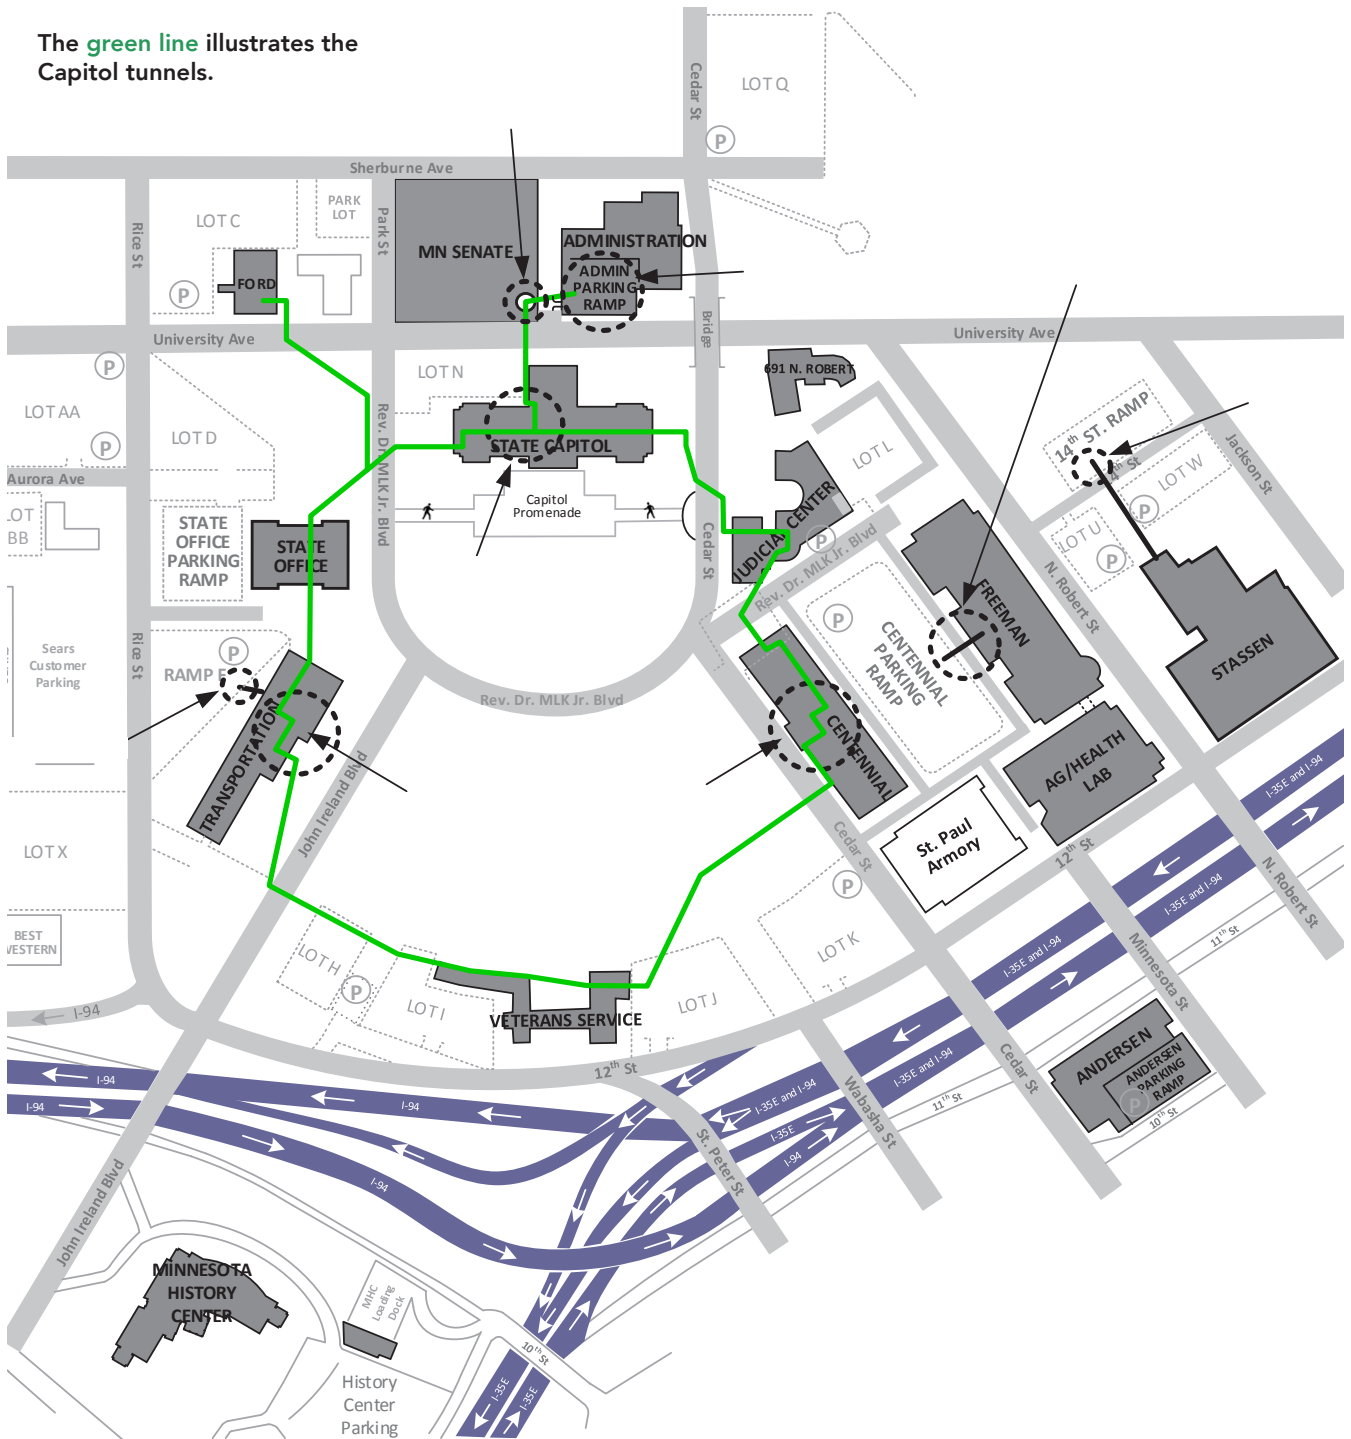 The green line illustrates the
Capitol tunnels.
Cedar St
LOT Q
P
Sherburne Ave
Rice St
LOT C
PARK
LOT
Park St
MN SENATE
ADMINISTRATION
ADMIN
PARKING
RAMP
FORD
P
University Ave
Bridge
University Ave
P
LOT N
691 N. ROBERT
LOT AA
LOT D
P
Rev. Dr. MLK Jr. Blvd
STATE CAPITOL
LOT L
14th ST. RAMP
14th St
Jackson St
LOT W
P
Aurora Ave
LOT
BB
STATE
OFFICE
PARKING
RAMP
STATE
OFFICE
Capitol
Promenade
Cedar St
JUDICIAL CENTER
P
LOT U
P
Rev. Dr. MLK Jr. Blvd
N. Robert St
FREEMAN
STASSEN
Rice St
Sears
Customer
Parking
P
RAMP F
P
CENTENNIAL
PARKING
RAMP
Rev. Dr. MLK Jr. Blvd
TRANSPORTATION
CENTENNIAL
AG/HEALTH
LAB
I-35E and I-94
John Ireland Blvd
LOT X
St. Paul
Armory
Cedar St
12th St
P
I-35E and I-94
N. Robert St
BEST
WESTERN
LOT H
P
LOT I
LOT J
LOT K
I-35E and I-94
11th St
Minnesota St
I-94
VETERANS SERVICE
12th St
ANDERSEN
ANDERSEN
PARKING
RAMP
P
10th St
I-94
I-94
I-94
I-35E and I-94
I-35E and I-94
Cedar St
11th St
I-35E
I-94
Wabasha St
St. Peter St
I-94
John Ireland Blvd
MINNESOTA
HISTORY
CENTER
MHC
Loading
Dock
10th St
History
Center
Parking
I-35E
I-35E